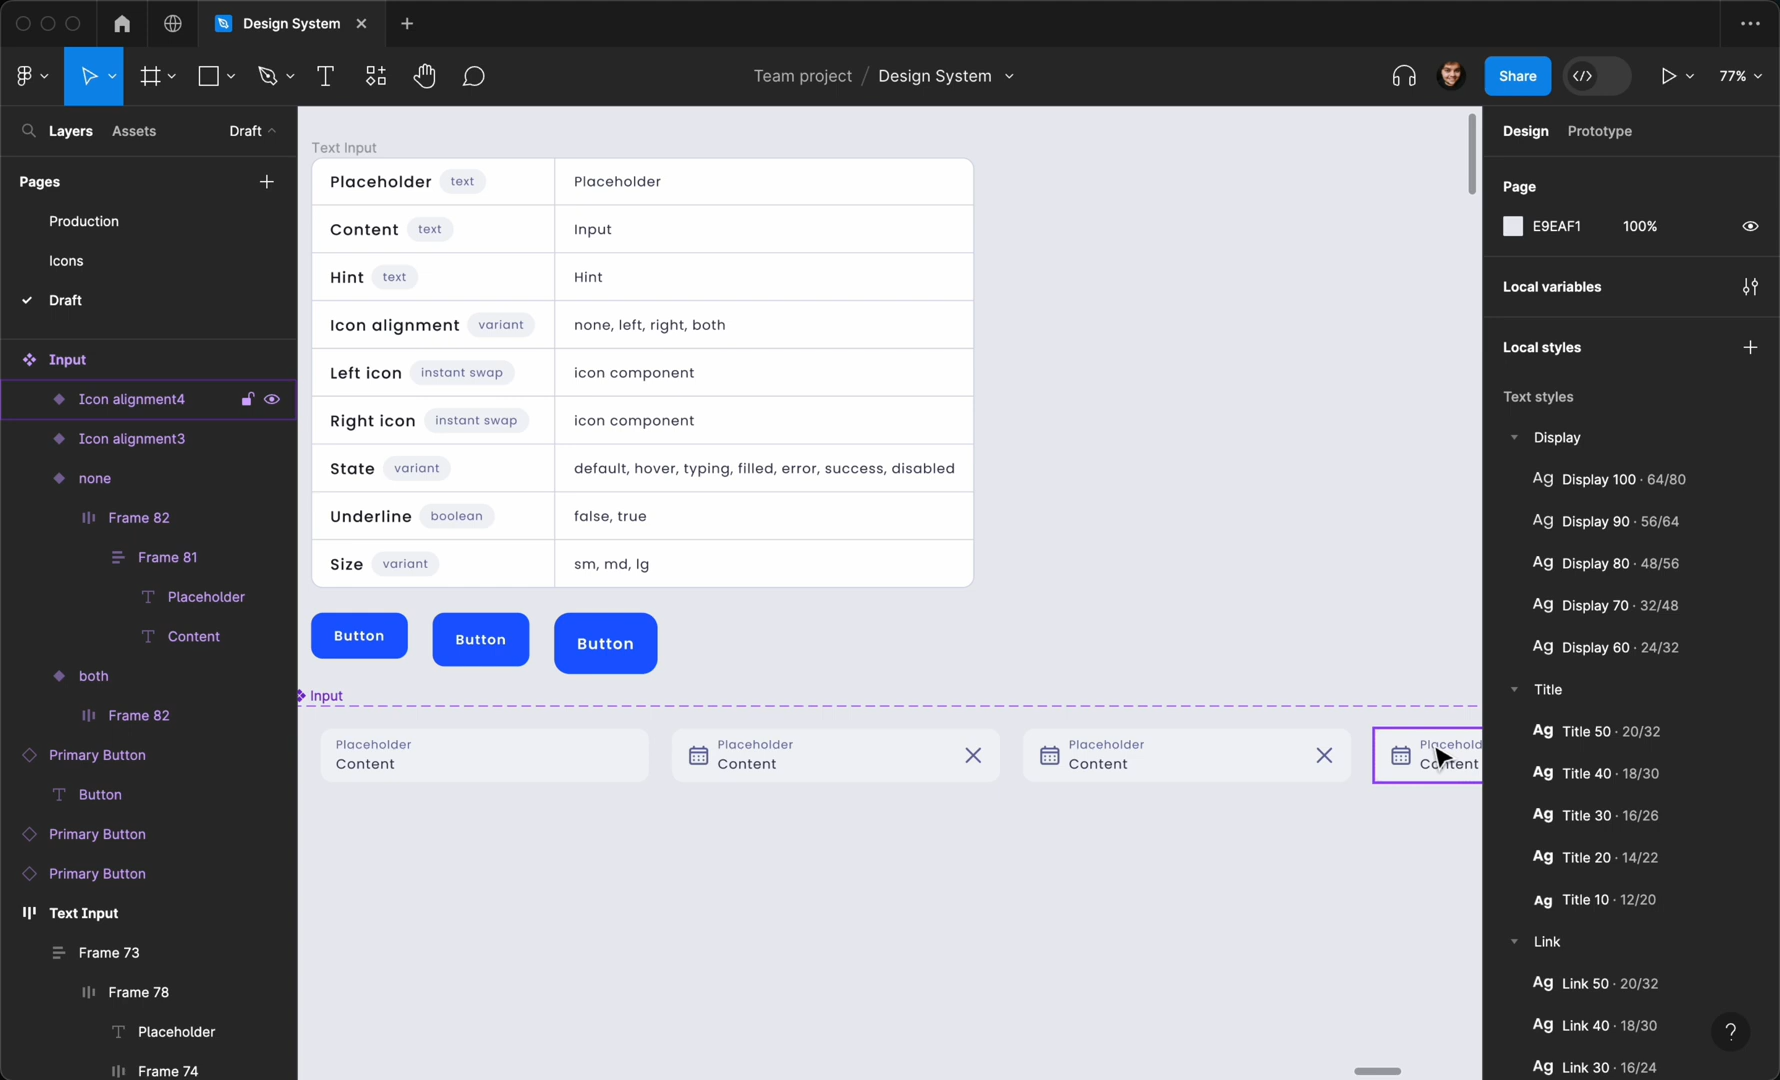 Design System
Team project / Design System
Share
77%
Layers
Assets
Draft
Pages
Production
Icons
Draft
Input
Icon alignment4
Icon alignment3
none
Frame 82
Frame 81
Placeholder
Content
both
Frame 82
Primary Button
Button
Primary Button
Primary Button
Text Input
Frame 73
Frame 78
Placeholder
Frame 74
Text Input
Placeholder text Placeholder
Content text Input
Hint text Hint
Icon alignment variant none, left, right, both
Left icon instant swap icon component
Right icon instant swap icon component
State variant default, hover, typing, filled, error, success, disabled
Underline boolean false, true
Size variant sm, md, lg
Button
Button
Button
Input
Placeholder
Content
Placeholder
Content
Placeholder
Content
Design
Prototype
Page
E9EAF1 100%
Local variables
Local styles
Text styles
Display
Ag Display 100 · 64/80
Ag Display 90 · 56/64
Ag Display 80 · 48/56
Ag Display 70 · 32/48
Ag Display 60 · 24/32
Title
Ag Title 50 · 20/32
Ag Title 40 · 18/30
Ag Title 30 · 16/26
Ag Title 20 · 14/22
Ag Title 10 · 12/20
Link
Ag Link 50 · 20/32
Ag Link 40 · 18/30
Ag Link 30 · 16/24
?